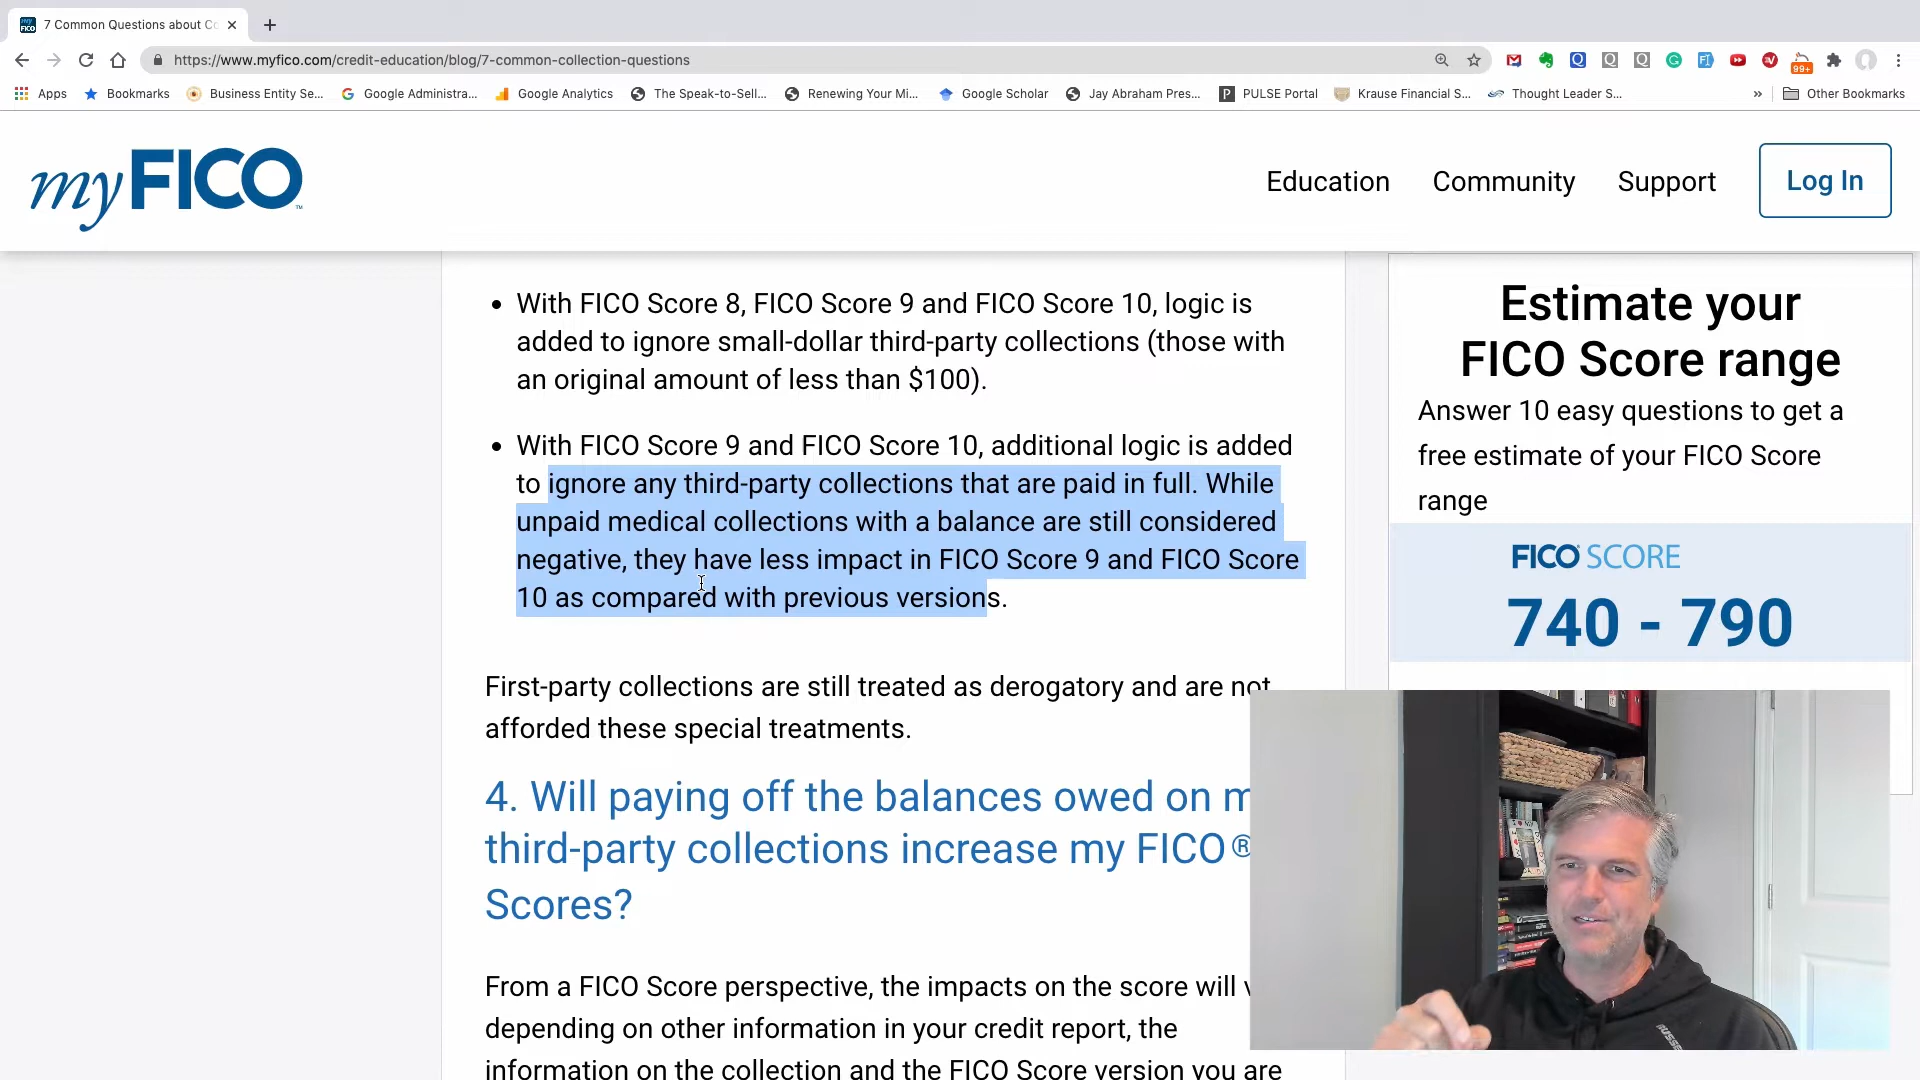 7 Common Questions about Co
https://www.myfico.com/credit-education/blog/7-common-collection-questions
99+
Apps
Bookmarks
Business Entity Se...
Google Administra...
Google Analytics
The Speak-to-Sell...
Renewing Your Mi...
Google Scholar
Jay Abraham Pres...
PULSE Portal
Krause Financial S...
Thought Leader S...
»
Other Bookmarks
myFICO™
Education
Community
Support
Log In
• With FICO Score 8, FICO Score 9 and FICO Score 10, logic is
added to ignore small-dollar third-party collections (those with
an original amount of less than $100).
• With FICO Score 9 and FICO Score 10, additional logic is added
to ignore any third-party collections that are paid in full. While
unpaid medical collections with a balance are still considered
negative, they have less impact in FICO Score 9 and FICO Score
10 as compared with previous versions.
First-party collections are still treated as derogatory and are not
afforded these special treatments.
4. Will paying off the balances owed on m
third-party collections increase my FICO®
Scores?
From a FICO Score perspective, the impacts on the score will v
depending on other information in your credit report, the
information on the collection and the FICO Score version you are
Estimate your
FICO Score range
Answer 10 easy questions to get a
free estimate of your FICO Score
range
FICO® SCORE
740 - 790